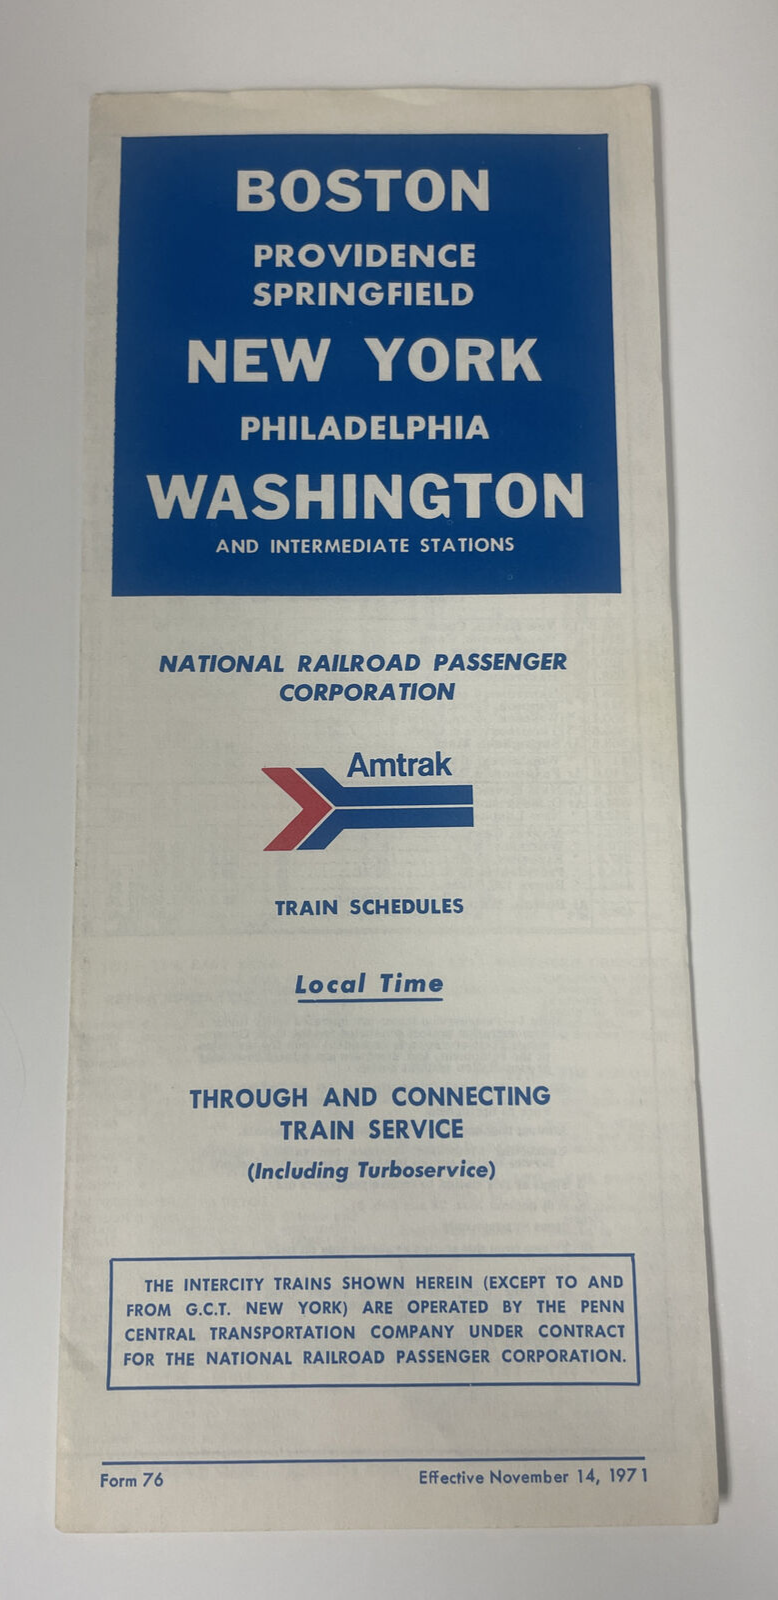 BOSTON
PROVIDENCE
SPRINGFIELD
NEW YORK
PHILADELPHIA
WASHINGTON
AND INTERMEDIATE STATIONS
NATIONAL RAILROAD PASSENGER
CORPORATION
Amtrak
TRAIN SCHEDULES
Local Time
THROUGH AND CONNECTING
TRAIN SERVICE
(Including Turboservice)
THE INTERCITY TRAINS SHOWN HEREIN (EXCEPT TO AND
FROM G.C.T. NEW YORK) ARE OPERATED BY THE PENN
CENTRAL TRANSPORTATION COMPANY UNDER CONTRACT
FOR THE NATIONAL RAILROAD PASSENGER CORPORATION.
Form 76 Effective November 14, 1971